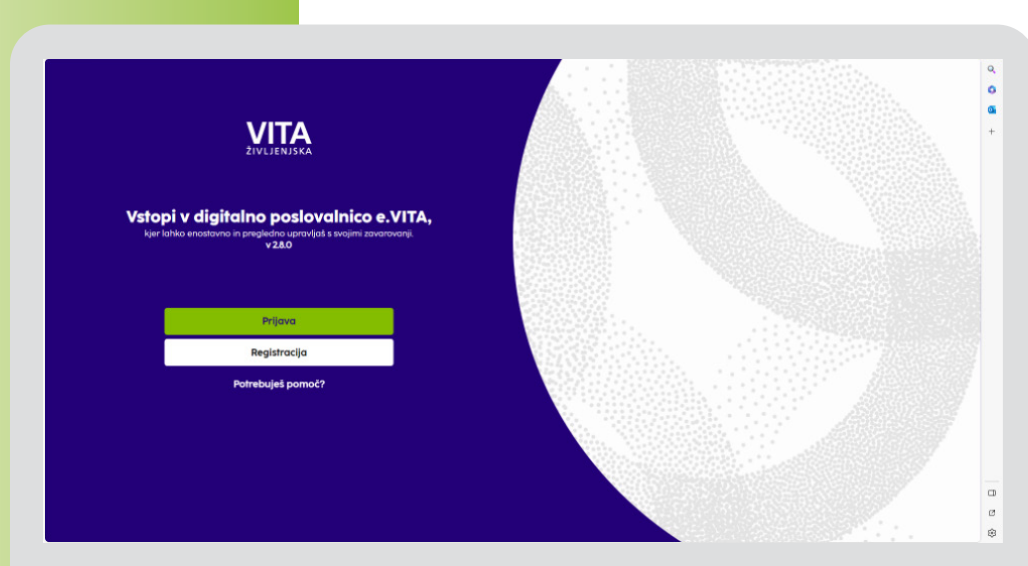 VITA
ŽIVLJENJSKA
Vstopi v digitalno poslovalnico e.VITA,
kjer lahko enostavno in pregledno upravljaš s svojimi zavarovanji.
v 2.8.0
Prijava
Registracija
Potrebuješ pomoč?